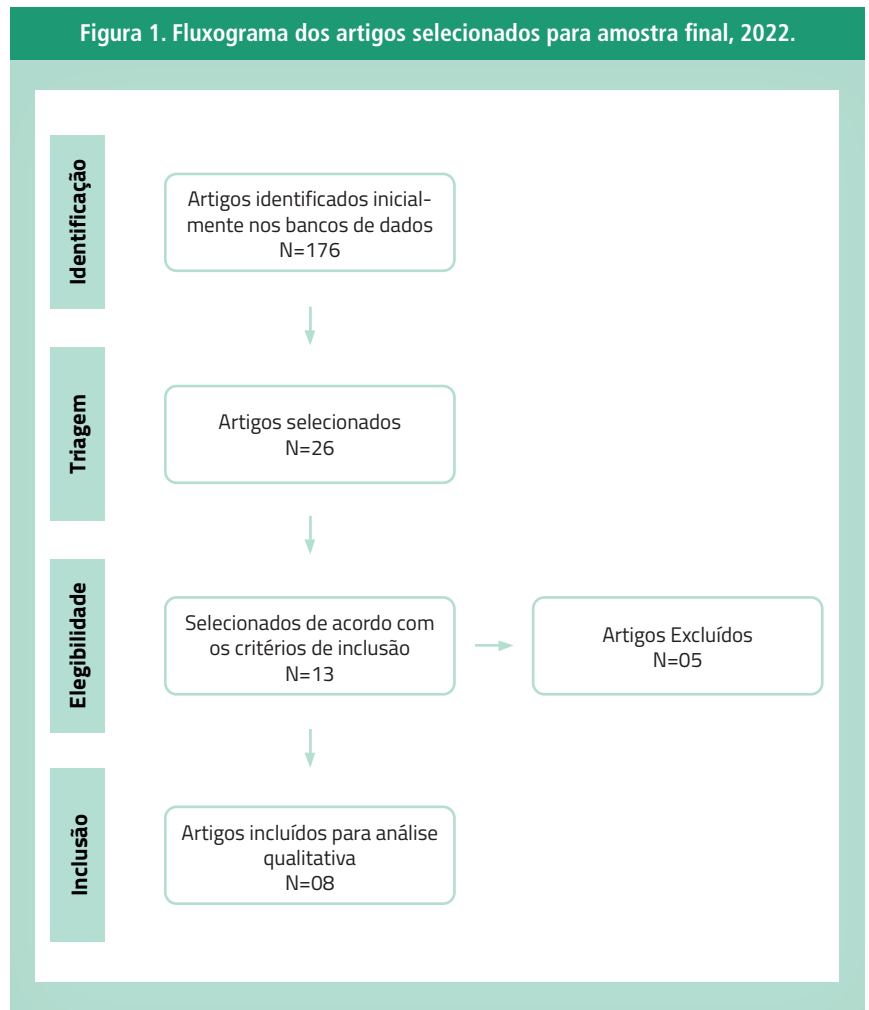 Figura 1. Fluxograma dos artigos selecionados para amostra final, 2022.
Identificação
Artigos identificados inicial-
mente nos bancos de dados
N=176
Triagem
Artigos selecionados
N=26
Elegibilidade
Selecionados de acordo com
os critérios de inclusão
N=13
Artigos Excluídos
N=05
Inclusão
Artigos incluídos para análise
qualitativa
N=08